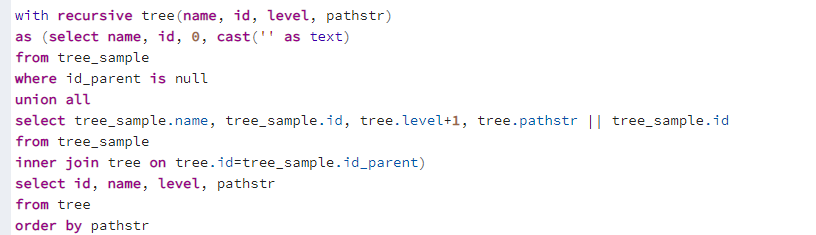 with recursive tree(name, id, level, pathstr)
as (select name, id, 0, cast('' as text)
from tree_sample
where id_parent is null
union all
select tree_sample.name, tree_sample.id, tree.level+1, tree.pathstr || tree_sample.id
from tree_sample
inner join tree on tree.id=tree_sample.id_parent)
select id, name, level, pathstr
from tree
order by pathstr